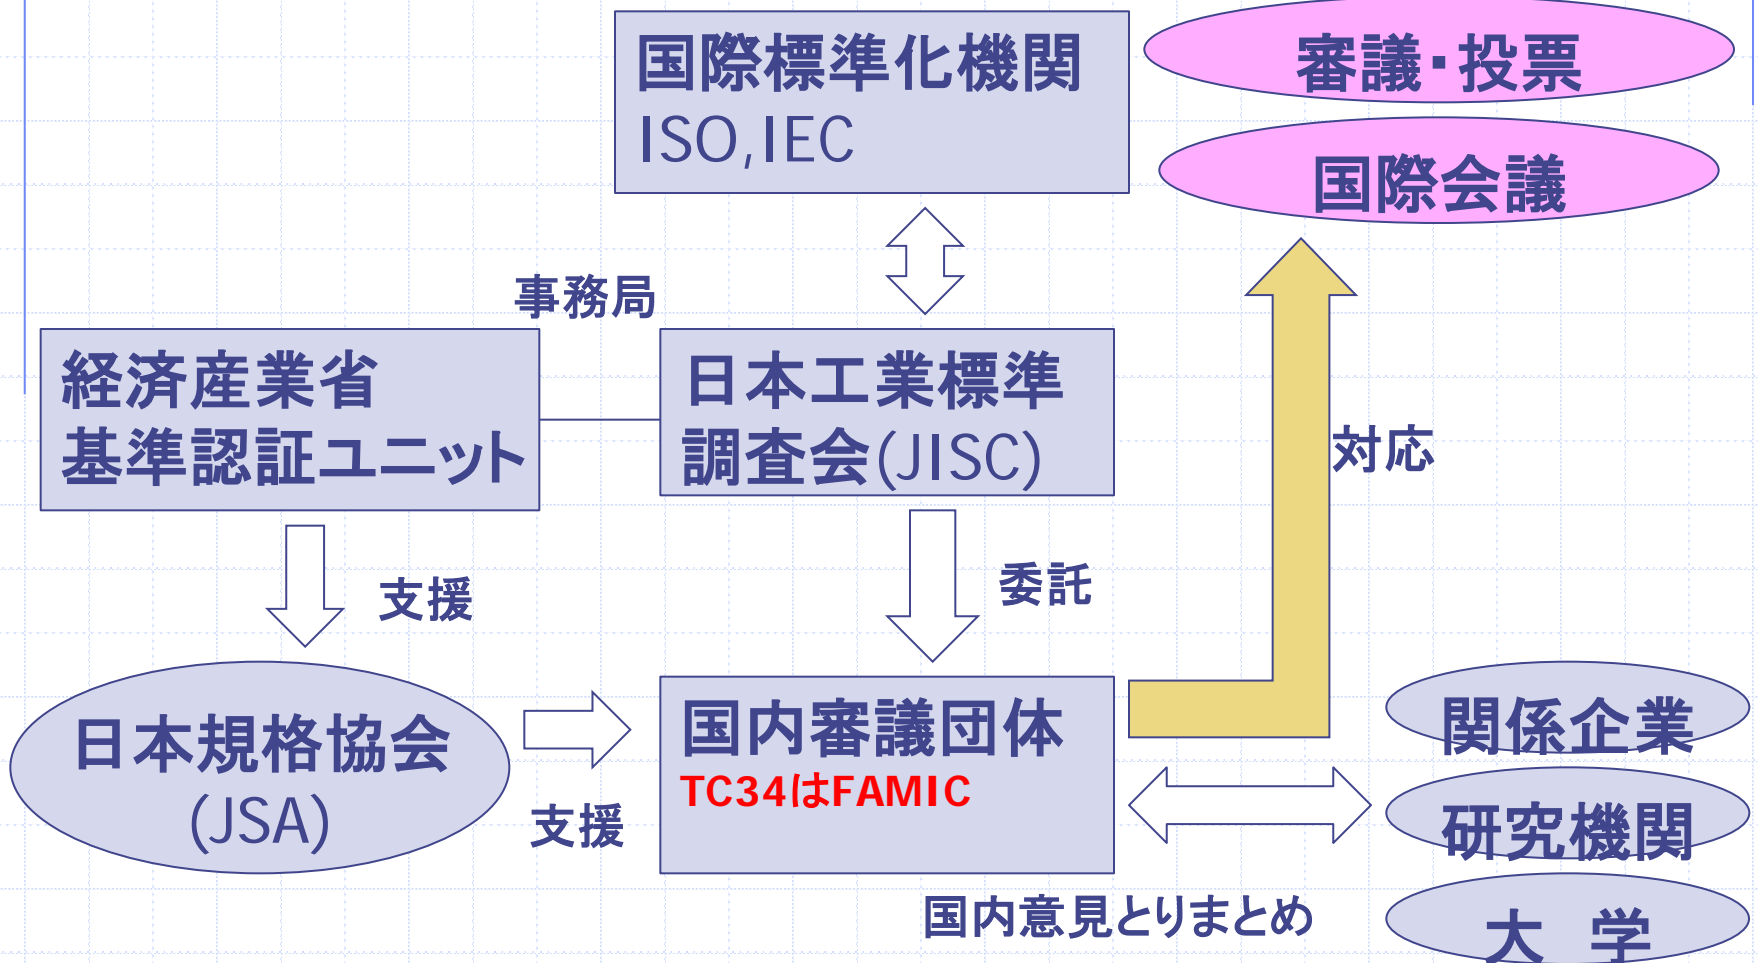 国際標準化機関
ISO,IEC
審議・投票
国際会議
事務局
経済産業省
基準認証ユニット
日本工業標準
調査会(JISC)
対応
支援
委託
日本規格協会
(JSA)
支援
国内審議団体
TC34はFAMIC
関係企業
研究機関
大 学
国内意見とりまとめ